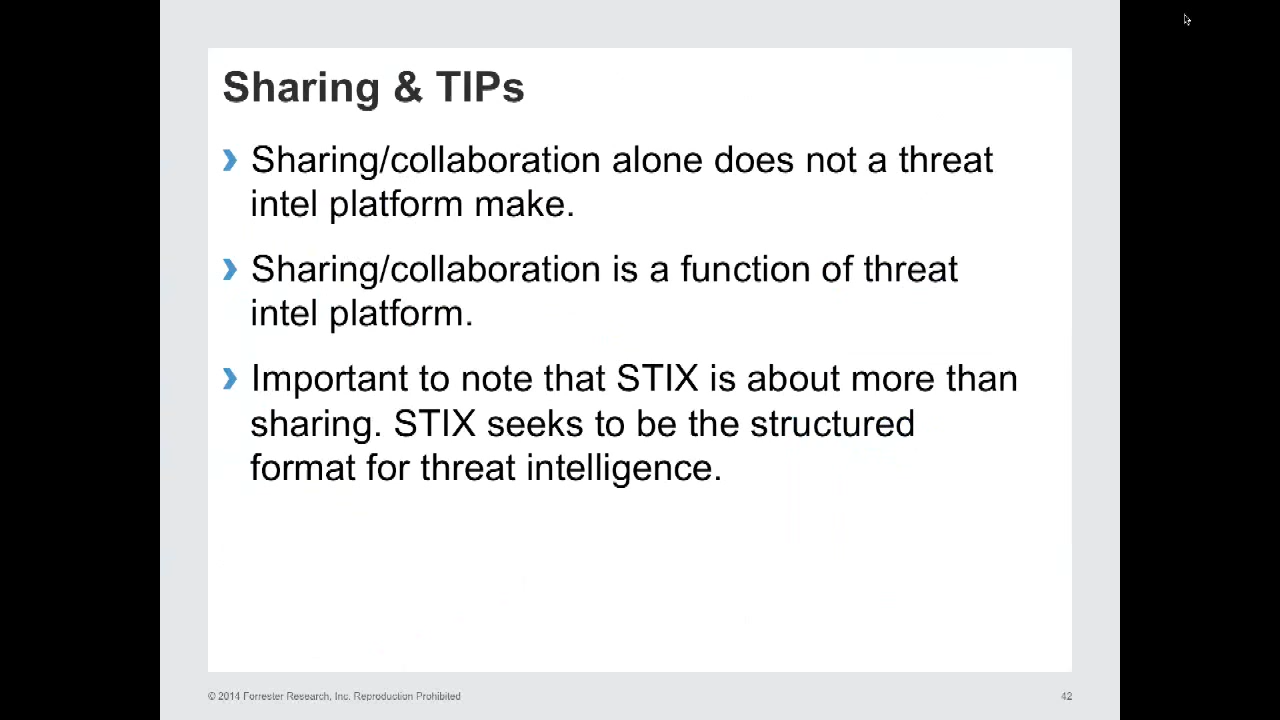 Sharing & TIPs
Sharing/collaboration alone does not a threat
intel platform make.
Sharing/collaboration is a function of threat
intel platform.
Important to note that STIX is about more than
sharing. STIX seeks to be the structured
format for threat intelligence.
© 2014 Forrester Research, Inc. Reproduction Prohibited
42